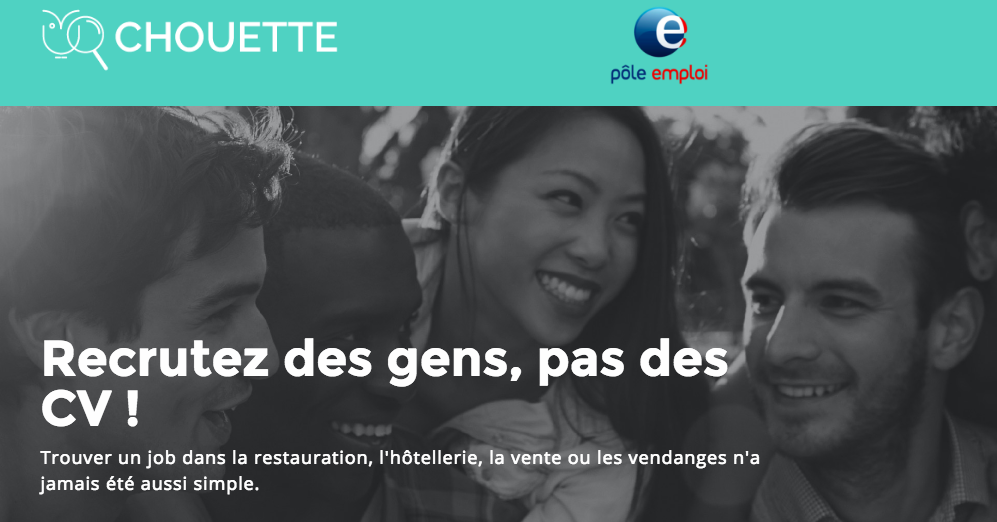 CHOUETTE
pôle emploi
Recrutez des gens, pas des
CV !
Trouver un job dans la restauration, l'hôtellerie, la vente ou les vendanges n'a
jamais été aussi simple.